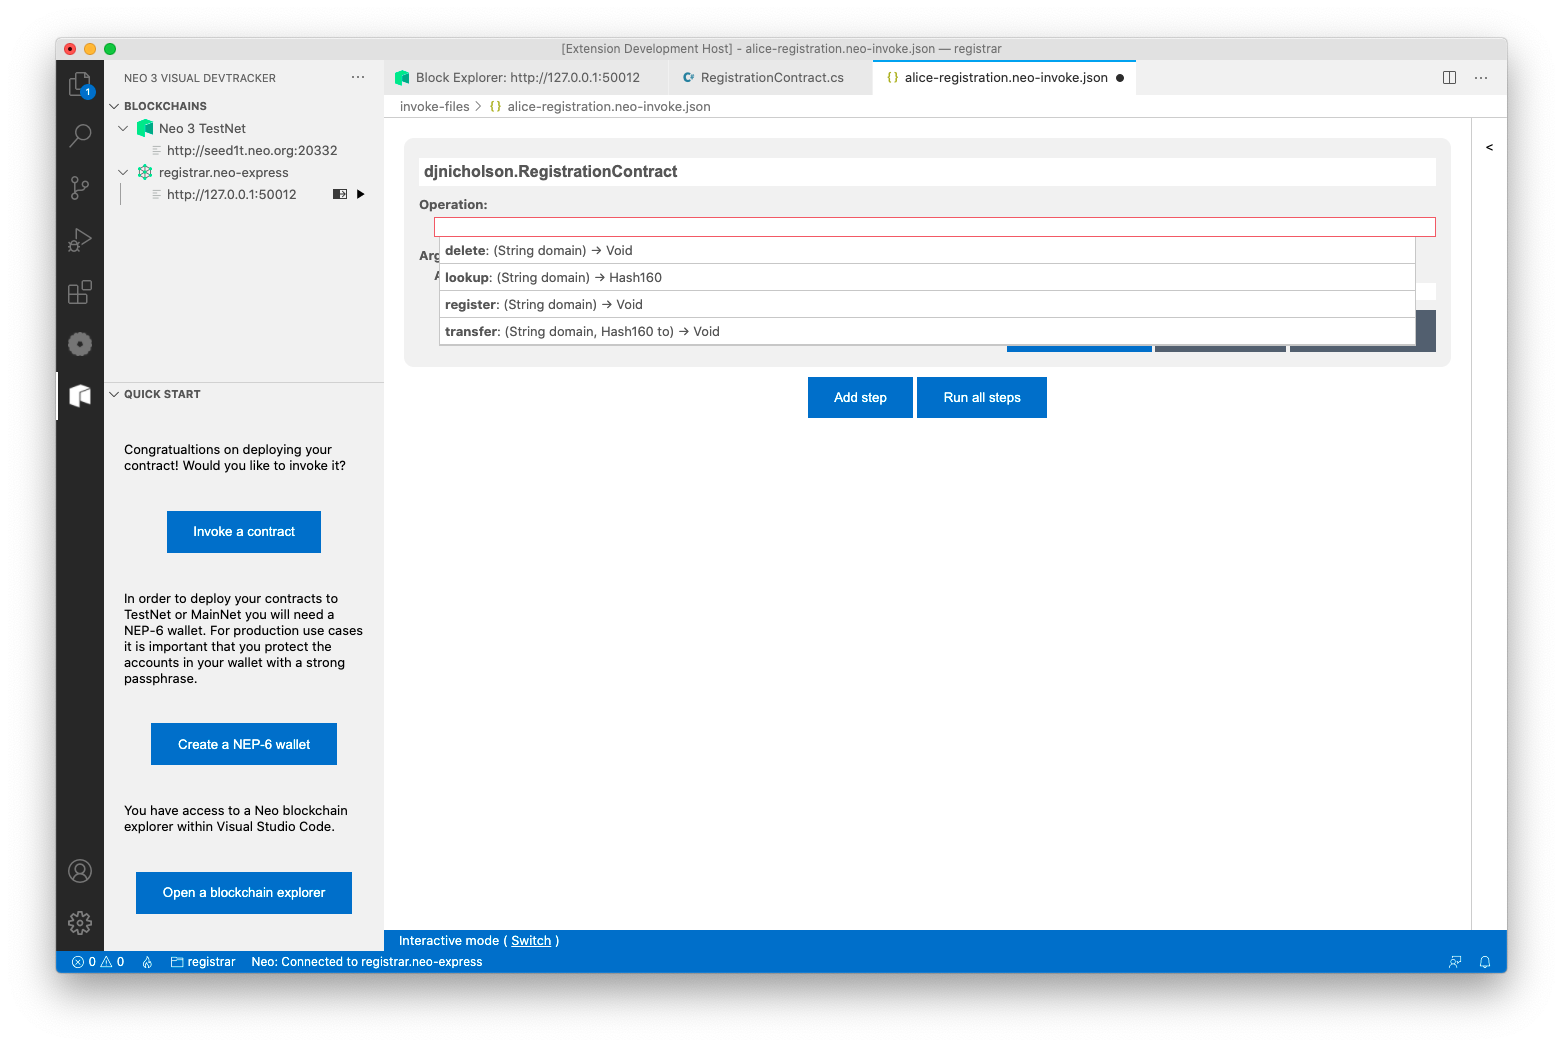 [Extension Development Host] - alice-registration.neo-invoke.json — registrar
NEO 3 VISUAL DEVTRACKER
BLOCKCHAINS
Neo 3 TestNet
http://seed1t.neo.org:20332
registrar.neo-express
http://127.0.0.1:50012
1
QUICK START
Congratualtions on deploying your
contract! Would you like to invoke it?
Invoke a contract
In order to deploy your contracts to
TestNet or MainNet you will need a
NEP-6 wallet. For production use cases
it is important that you protect the
accounts in your wallet with a strong
passphrase.
Create a NEP-6 wallet
You have access to a Neo blockchain
explorer within Visual Studio Code.
Open a blockchain explorer
Block Explorer: http://127.0.0.1:50012
RegistrationContract.cs
alice-registration.neo-invoke.json
invoke-files > {} alice-registration.neo-invoke.json
<
djnicholson.RegistrationContract
Operation:
delete: (String domain) → Void
lookup: (String domain) → Hash160
register: (String domain) → Void
transfer: (String domain, Hash160 to) → Void
Add step
Run all steps
Interactive mode ( Switch )
0 0 registrar Neo: Connected to registrar.neo-express